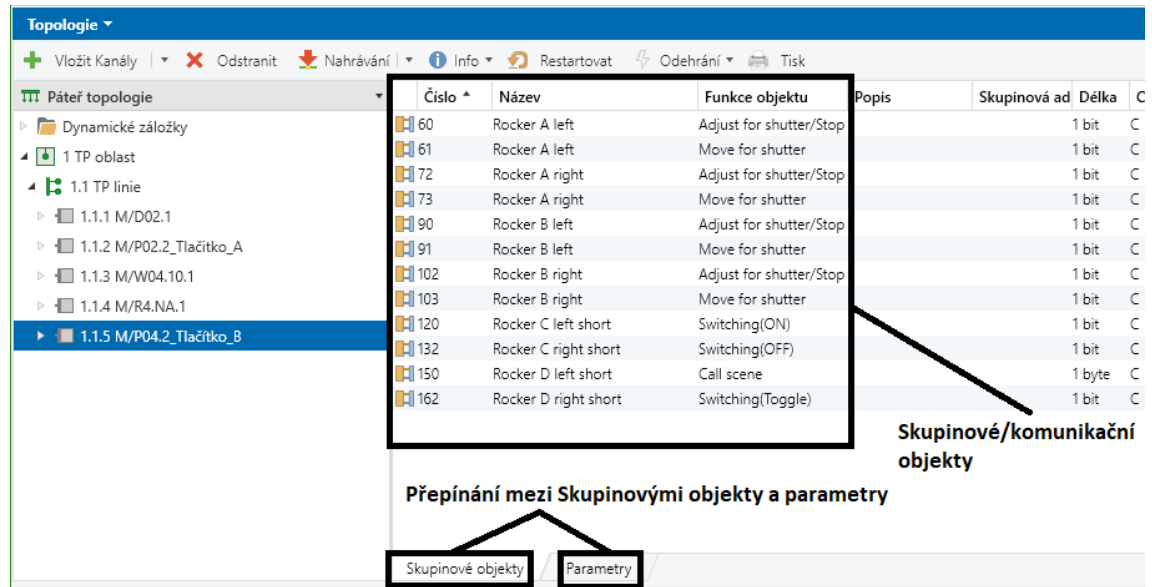 Topologie
Vložit Kanály Odstranit Nahrávání Info Restartovat Odehrání Tisk
Páteř topologie
Dynamické záložky
1 TP oblast
1.1 TP linie
1.1.1 M/D02.1
1.1.2 M/P02.2_Tlačitko_A
1.1.3 M/W04.10.1
1.1.4 M/R4.NA.1
1.1.5 M/P04.2_Tlačítko_B
Číslo Název Funkce objektu Popis Skupinová ad Délka C
60 Rocker A left Adjust for shutter/Stop 1 bit C
61 Rocker A left Move for shutter 1 bit C
72 Rocker A right Adjust for shutter/Stop 1 bit C
73 Rocker A right Move for shutter 1 bit C
90 Rocker B left Adjust for shutter/Stop 1 bit C
91 Rocker B left Move for shutter 1 bit C
102 Rocker B right Adjust for shutter/Stop 1 bit C
103 Rocker B right Move for shutter 1 bit C
120 Rocker C left short Switching(ON) 1 bit C
132 Rocker C right short Switching(OFF) 1 bit C
150 Rocker D left short Call scene 1 byte C
162 Rocker D right short Switching(Toggle) 1 bit C
Skupinové/komunikační
objekty
Přepínání mezi Skupinovými objekty a parametry
Skupinové objekty Parametry